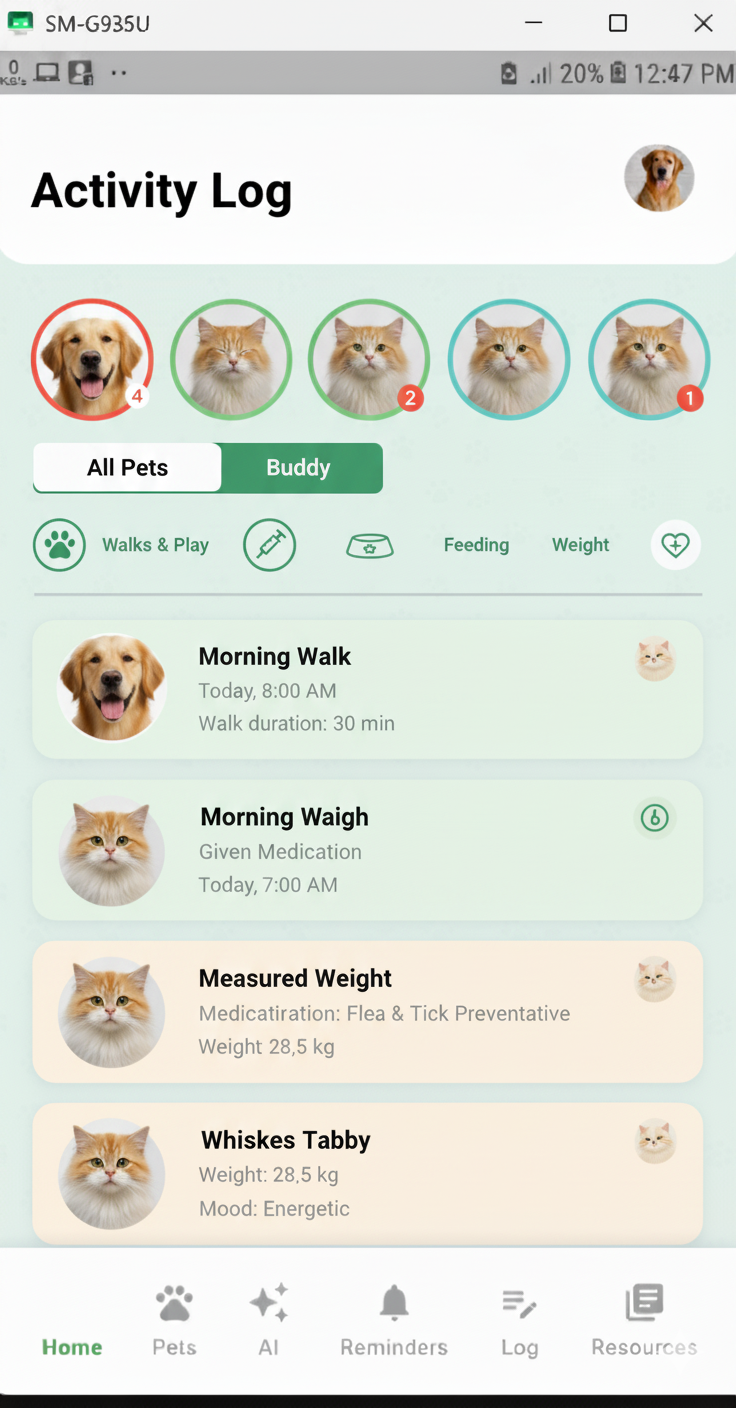 SM-G935U
0
KB/s
20% 12:47 PM
Activity Log
4
2
1
All Pets Buddy
Walks & Play Feeding Weight
Morning Walk
Today, 8:00 AM
Walk duration: 30 min
Morning Waigh
Given Medication
Today, 7:00 AM
Measured Weight
Medicatiration: Flea & Tick Preventative
Weight 28,5 kg
Whiskes Tabby
Weight: 28,5 kg
Mood: Energetic
Home Pets AI Reminders Log Resources